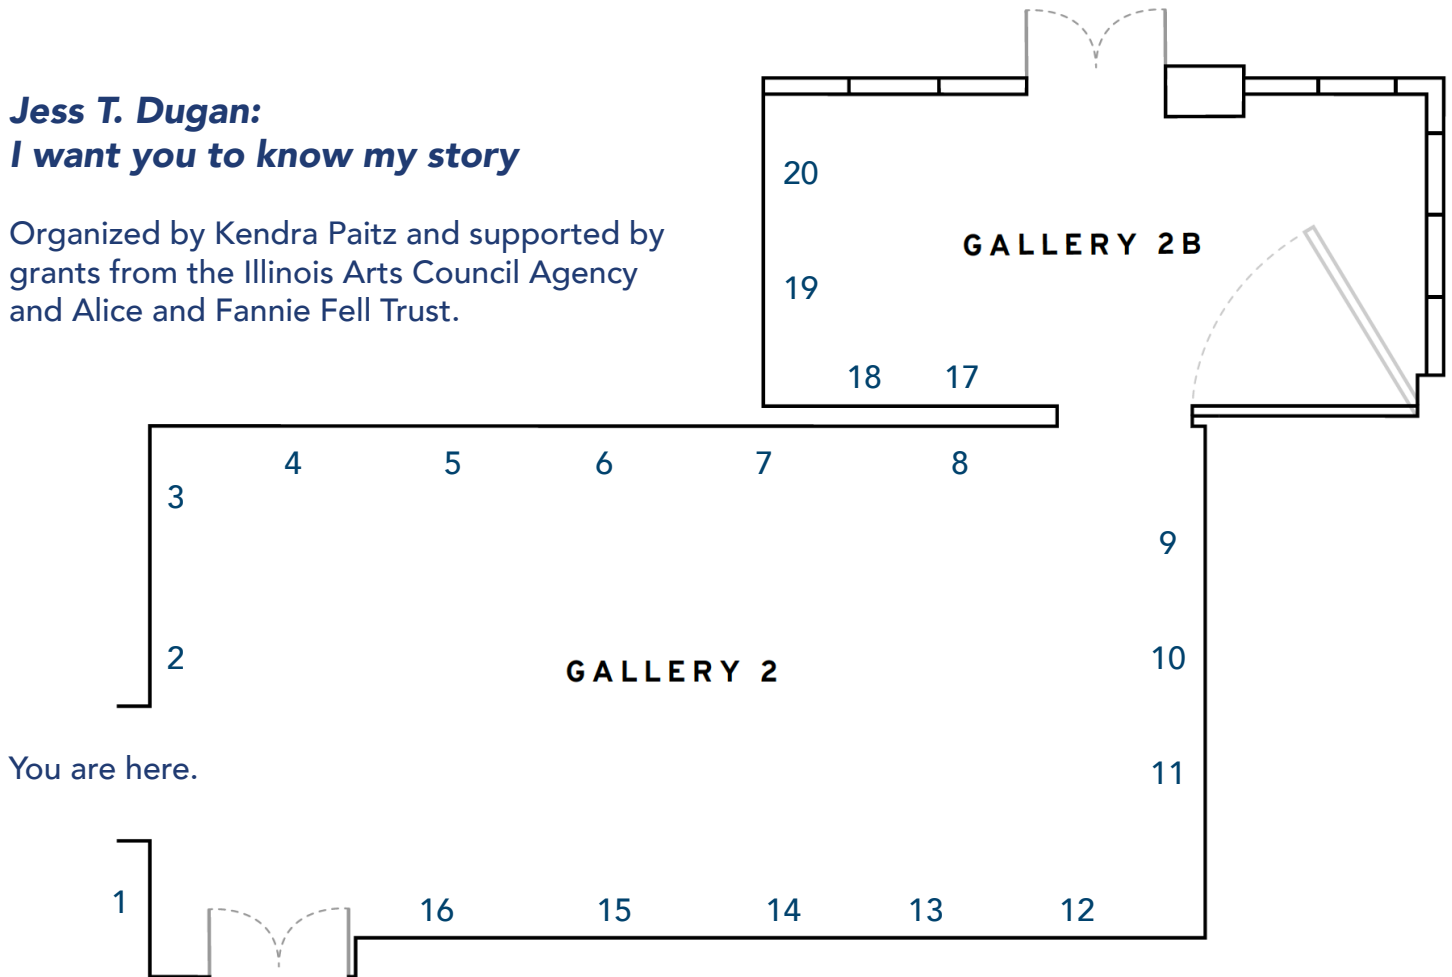 Jess T. Dugan:
I want you to know my story
Organized by Kendra Paitz and supported by
grants from the Illinois Arts Council Agency
and Alice and Fannie Fell Trust.
20
GALLERY 2B
19
18 17
4 5 6 7 8
3
9
2
GALLERY 2
10
You are here.
11
1
16 15 14 13 12